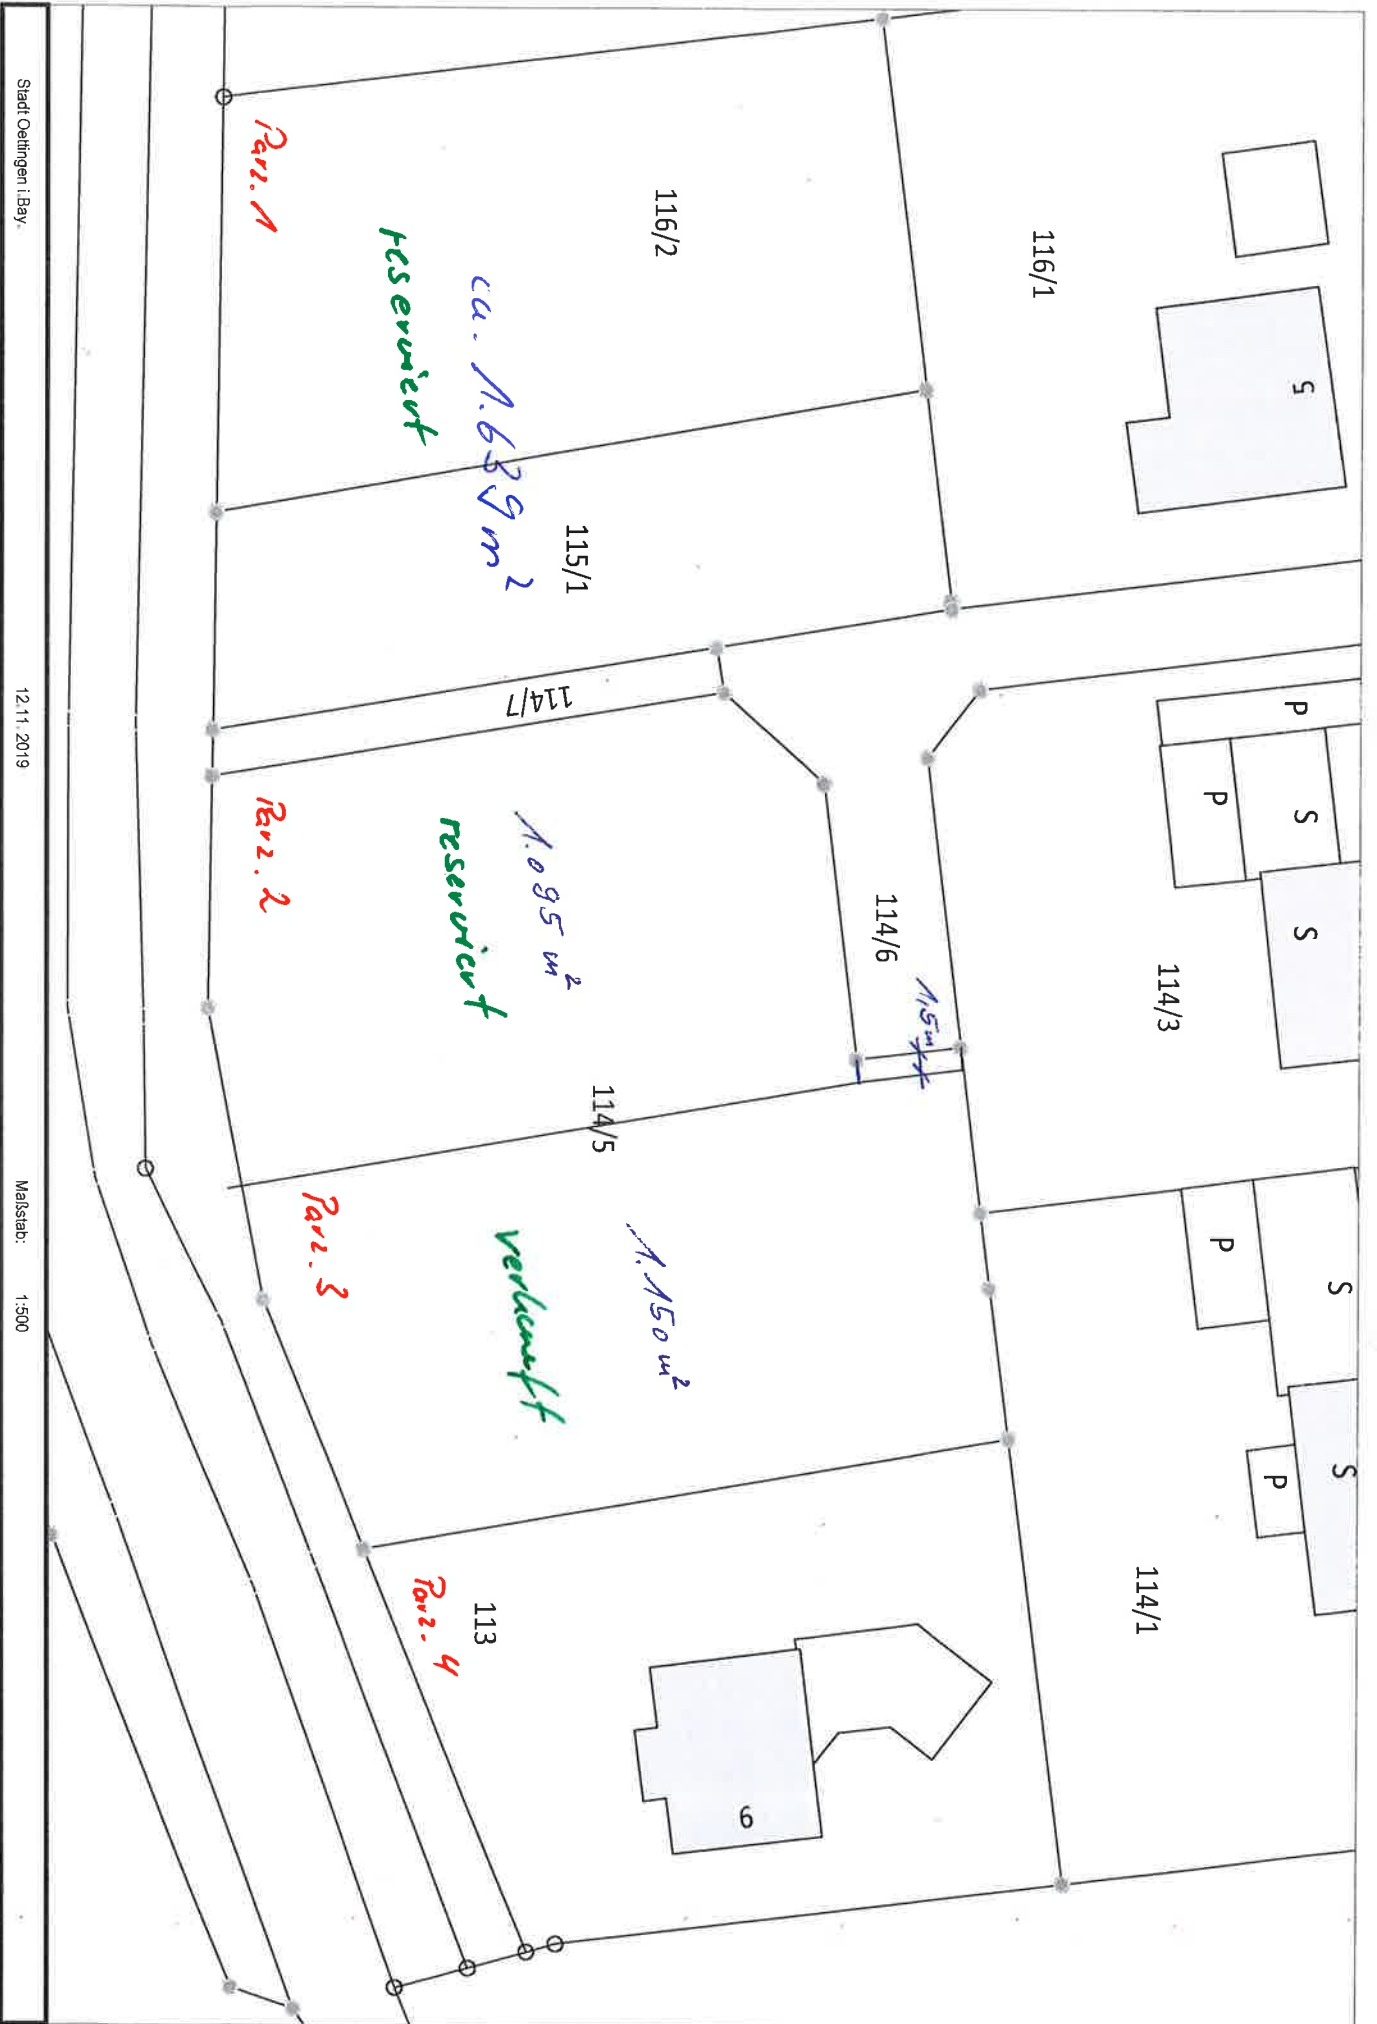 116/1
5
116/2
Parz. 1
reserviert
ca. 1.639 m²
115/1
114/7
P
P
S
S
114/3
114/6
1,5m
1.095 m²
reserviert
Parz. 2
114/5
P
S
S
P
114/1
1.150 m²
verkauft
Parz. 3
113
Parz. 4
6
Stadt Oettingen i.Bay.
12.11.2019
Maßstab: 1:500